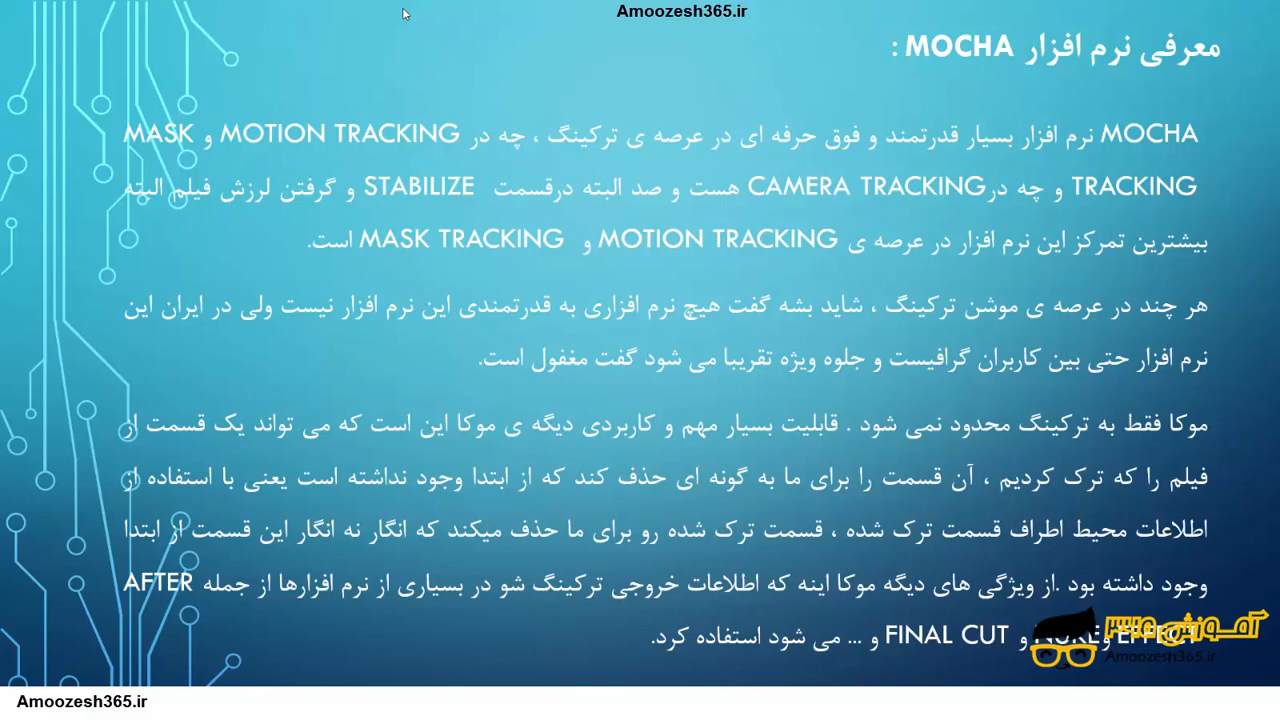 Amoozesh365.ir
معرفی نرم افزار MOCHA :
MOCHA نرم افزار بسیار قدرتمند و فوق حرفه ای در عرصه ی ترکینگ ، چه در MOTION TRACKING و MASK
TRACKING و چه در CAMERA TRACKING هست و صد البته درقسمت STABILIZE و گرفتن لرزش فیلم البته
بیشترین تمرکز این نرم افزار در عرصه ی MOTION TRACKING و MASK TRACKING است.
هر چند در عرصه ی موشن ترکینگ ، شاید بشه گفت هیچ نرم افزاری به قدرتمندی این نرم افزار نیست ولی در ایران این
نرم افزار حتی بین کاربران گرافیست و جلوه ویژه تقریبا می شود گفت مغفول است.
موکا فقط به ترکینگ محدود نمی شود . قابلیت بسیار مهم و کاربردی دیگه ی موکا این است که می تواند یک قسمت از
فیلم را که ترک کردیم ، آن قسمت را برای ما به گونه ای حذف کند که از ابتدا وجود نداشته است یعنی با استفاده از
اطلاعات محیط اطراف قسمت ترک شده ، قسمت ترک شده رو برای ما حذف میکند که انگار نه انگار این قسمت از ابتدا
وجود داشته بود .از ویژگی های دیگه موکا اینه که اطلاعات خروجی ترکینگ شو در بسیاری از نرم افزارها از جمله AFTER
EFFECT و NUKE و FINAL CUT و ... می شود استفاده کرد.
آموزش ۳۶۵
Amoozesh365.ir
Amoozesh365.ir